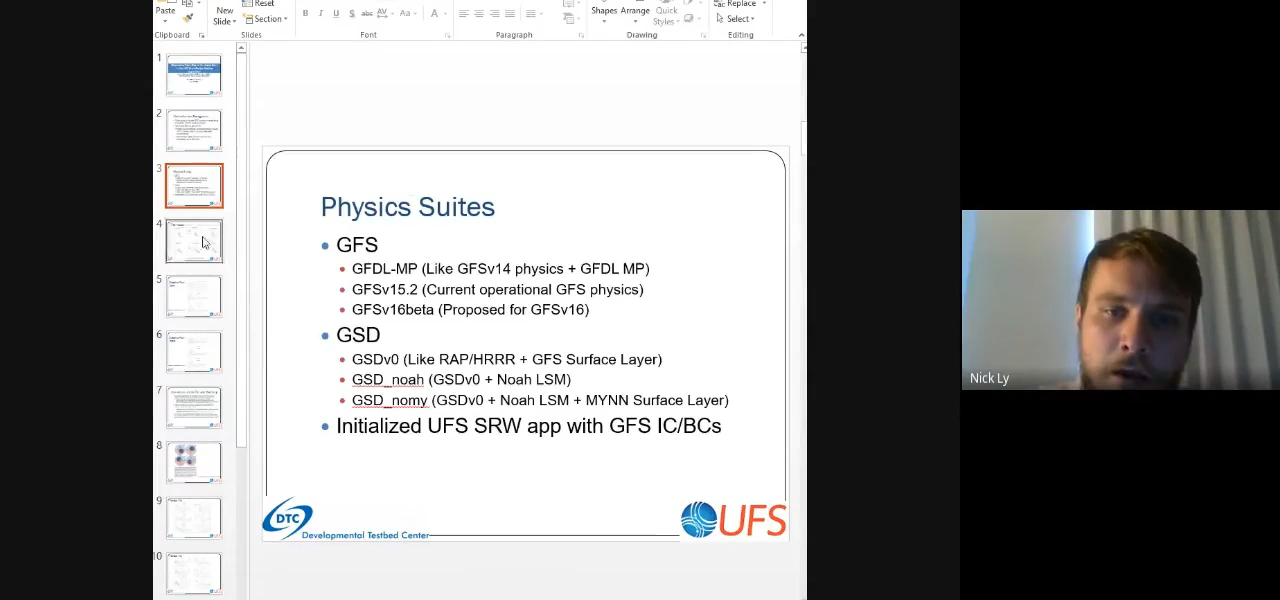 Paste
New
Slide
Reset
Section
B I U S abc AV Aa A
Shapes
Arrange
Quick
Styles
Replace
Select
Clipboard
Slides
Font
Paragraph
Drawing
Editing
1
2
3
4
5
6
7
8
9
10
Physics Suites
GFS
GFDL-MP (Like GFSv14 physics + GFDL MP)
GFSv15.2 (Current operational GFS physics)
GFSv16beta (Proposed for GFSv16)
GSD
GSDv0 (Like RAP/HRRR + GFS Surface Layer)
GSD_noah (GSDv0 + Noah LSM)
GSD_nomy (GSDv0 + Noah LSM + MYNN Surface Layer)
Initialized UFS SRW app with GFS IC/BCs
DTC
Developmental Testbed Center
UFS
Nick Ly